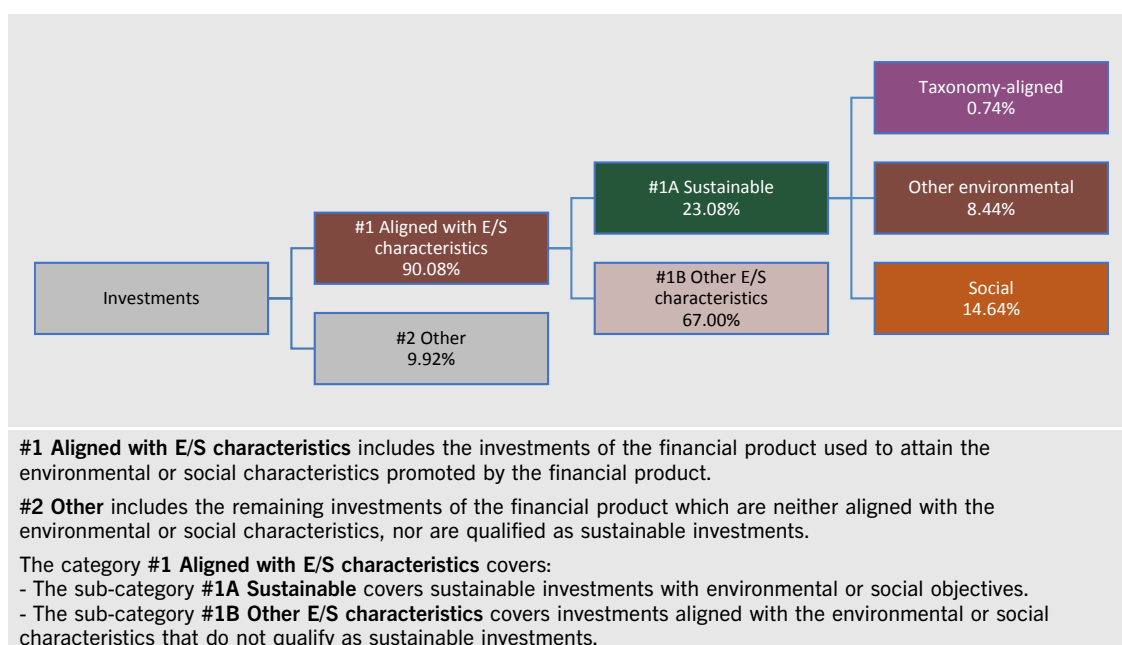 Investments
#1 Aligned with E/S
characteristics
90.08%
#2 Other
9.92%
#1A Sustainable
23.08%
#1B Other E/S
characteristics
67.00%
Taxonomy-aligned
0.74%
Other environmental
8.44%
Social
14.64%
#1 Aligned with E/S characteristics includes the investments of the financial product used to attain the
environmental or social characteristics promoted by the financial product.
#2 Other includes the remaining investments of the financial product which are neither aligned with the
environmental or social characteristics, nor are qualified as sustainable investments.
The category #1 Aligned with E/S characteristics covers:
- The sub-category #1A Sustainable covers sustainable investments with environmental or social objectives.
- The sub-category #1B Other E/S characteristics covers investments aligned with the environmental or social
characteristics that do not qualify as sustainable investments.